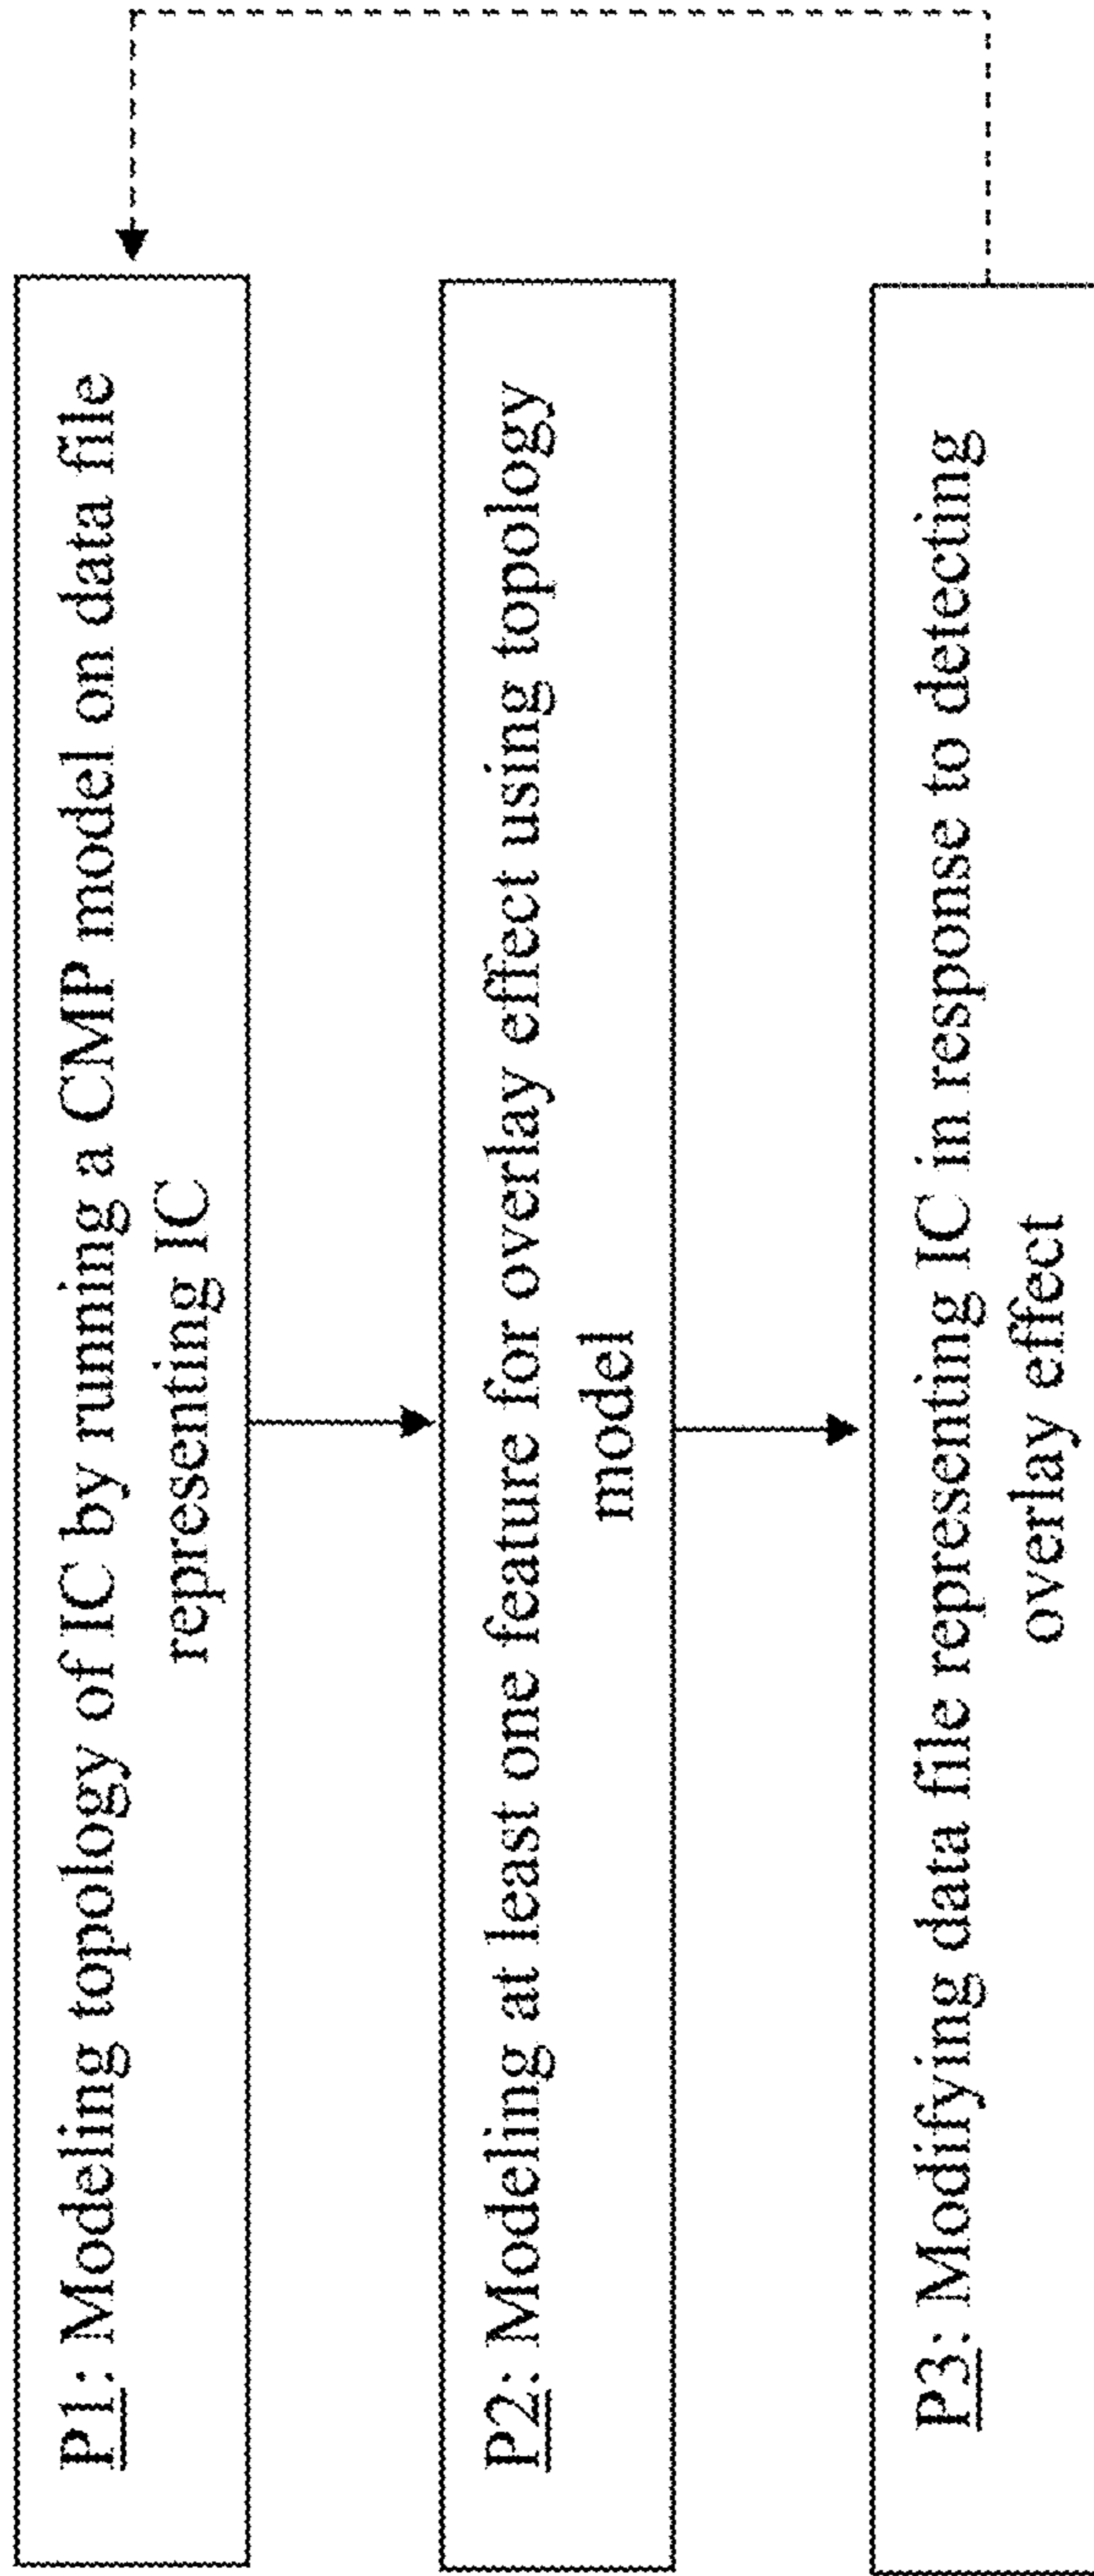 P1: Modeling topology of IC by running a CMP model on data file
representing IC
P2: Modeling at least one feature for overlay effect using topology
model
P3: Modifying data file representing IC in response to detecting
overlay effect